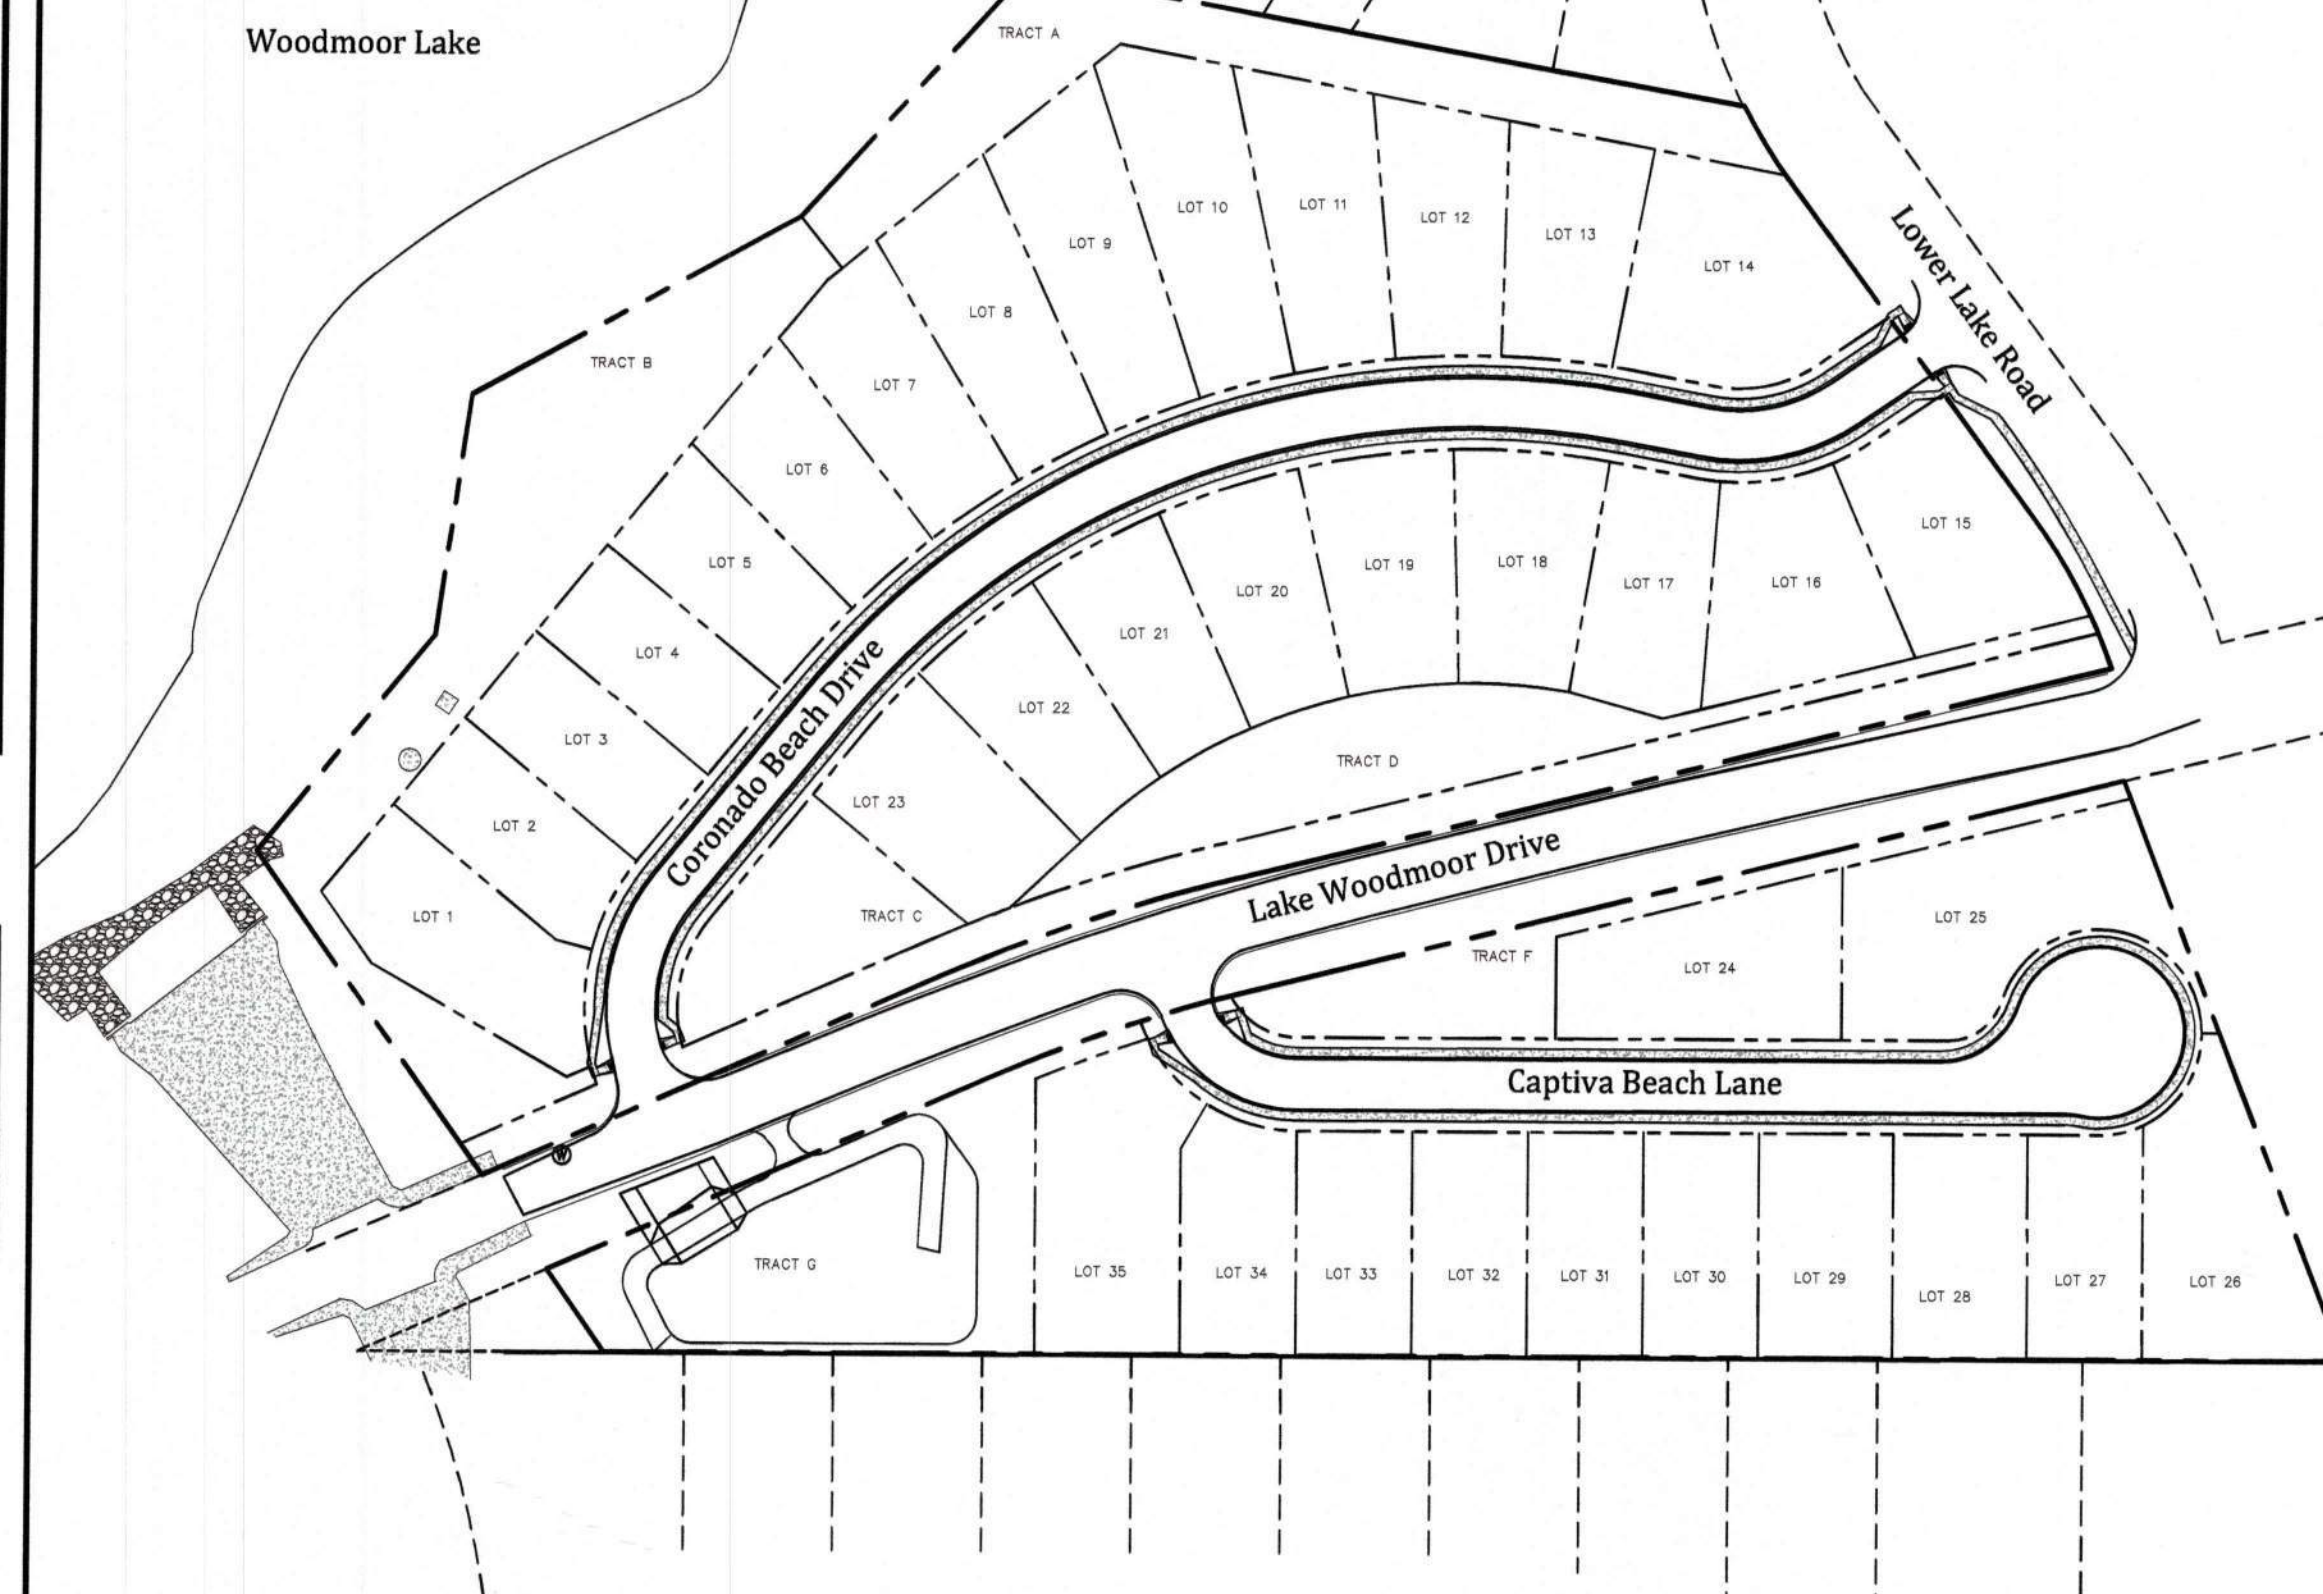 Woodmoor Lake
TRACT A
LOT 10
LOT 11
LOT 12
LOT 13
LOT 9
LOT 14
Lower Lake Road
LOT 8
TRACT B
LOT 7
LOT 6
LOT 5
LOT 4
LOT 3
LOT 2
LOT 1
Coronado Beach Drive
LOT 15
LOT 16
LOT 17
LOT 18
LOT 19
LOT 20
LOT 21
LOT 22
LOT 23
TRACT C
TRACT D
Lake Woodmoor Drive
TRACT F
LOT 24
LOT 25
Captiva Beach Lane
W
TRACT G
LOT 35
LOT 34
LOT 33
LOT 32
LOT 31
LOT 30
LOT 29
LOT 28
LOT 27
LOT 26